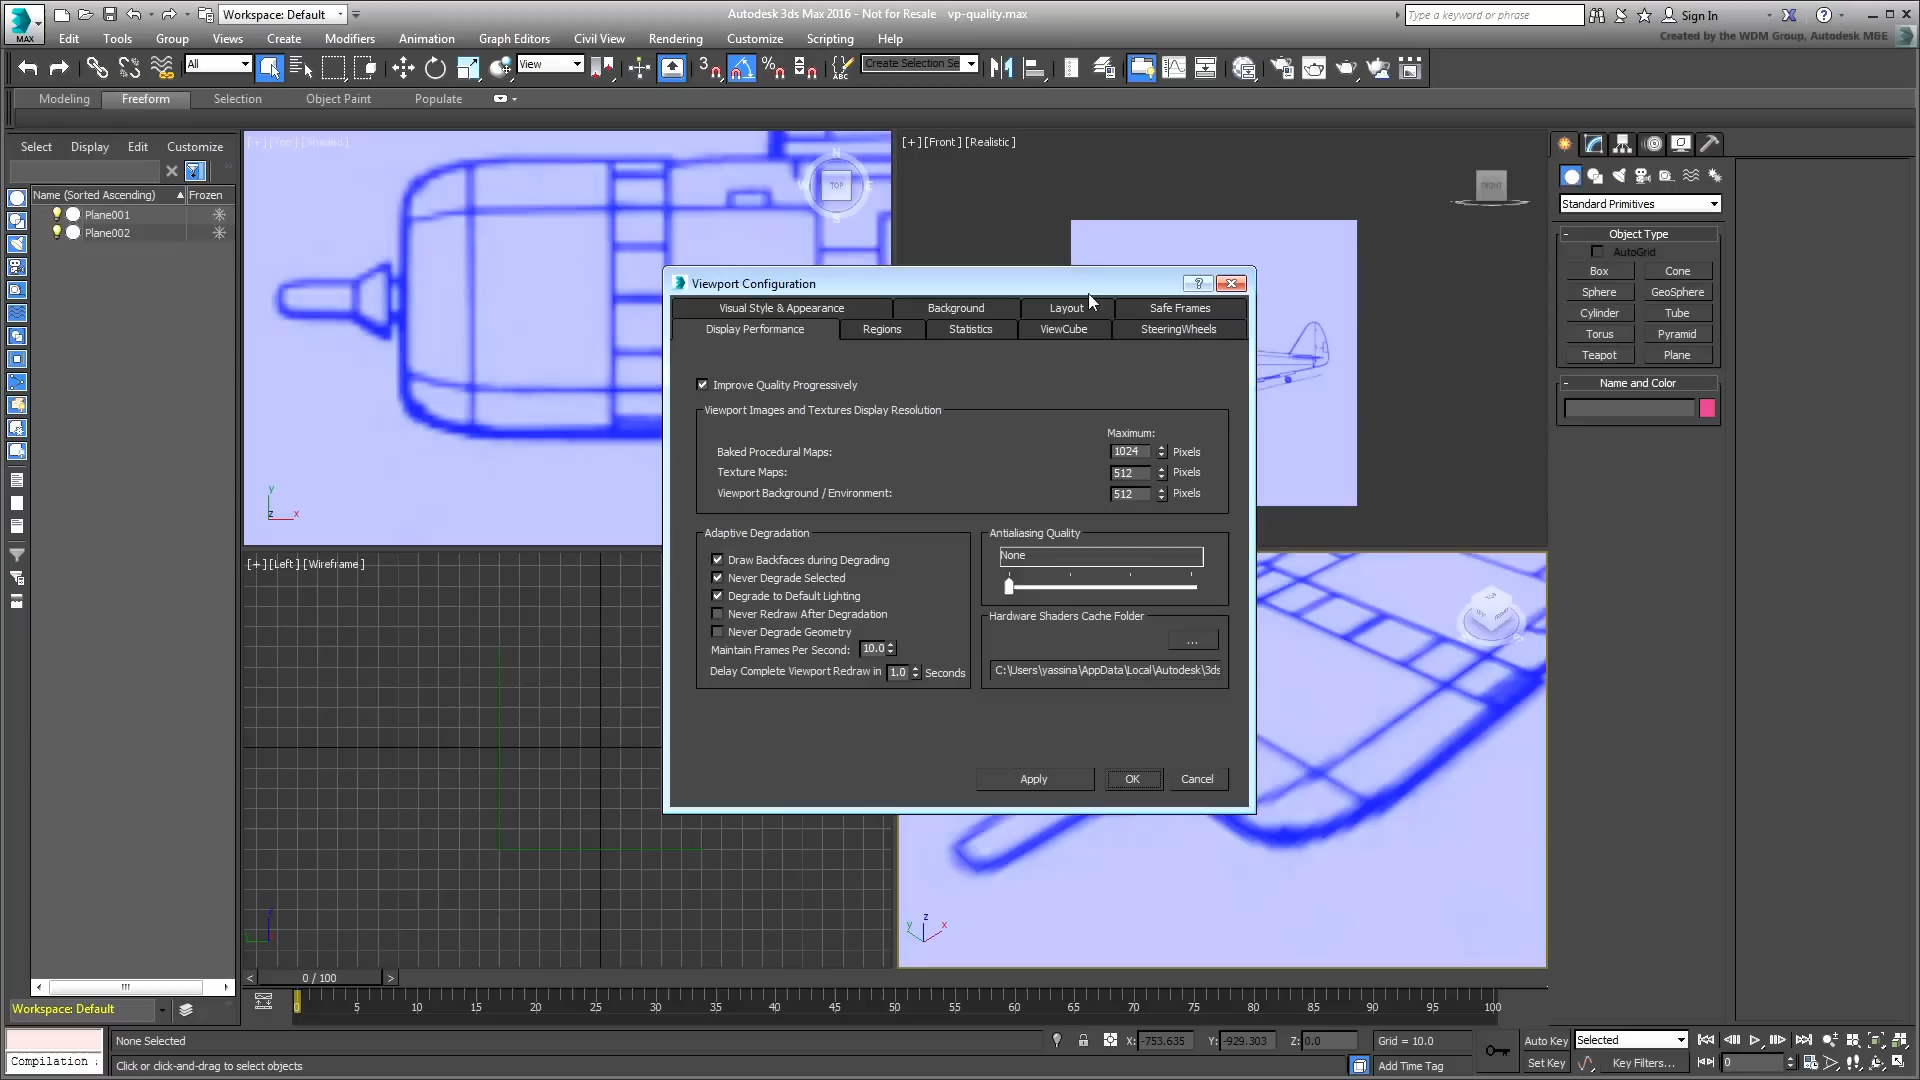 Workspace: Default
Autodesk 3ds Max 2016 - Not for Resale vp-quality.max
Type a keyword or phrase
Sign In
MAX
Edit Tools Group Views Create Modifiers Animation Graph Editors Civil View Rendering Customize Scripting Help
Created by the WDM Group, Autodesk M&E
All
View
Create Selection Se
Modeling Freeform Selection Object Paint Populate
Select Display Edit Customize
Name (Sorted Ascending) Frozen
Plane001
Plane002
[+] [Top] [Shaded]
N
TOP
E
S
[+] [Front] [Realistic]
FRONT
Standard Primitives
- Object Type
AutoGrid
Box Cone
Sphere GeoSphere
Cylinder Tube
Torus Pyramid
Teapot Plane
- Name and Color
Viewport Configuration
Visual Style & Appearance Background Layout Safe Frames
Display Performance Regions Statistics ViewCube SteeringWheels
Improve Quality Progressively
Viewport Images and Textures Display Resolution
Maximum:
Baked Procedural Maps: 1024 Pixels
Texture Maps: 512 Pixels
Viewport Background / Environment: 512 Pixels
Adaptive Degradation
Draw Backfaces during Degrading
Never Degrade Selected
Degrade to Default Lighting
Never Redraw After Degradation
Never Degrade Geometry
Maintain Frames Per Second: 10.0
Delay Complete Viewport Redraw in 1.0 Seconds
Antialiasing Quality
None
Hardware Shaders Cache Folder
...
C:\Users\yassina\AppData\Local\Autodesk\3ds
Apply OK Cancel
y
z x
[+] [Left] [Wireframe]
z
TOP
FRONT
z
y x
< 0 / 100 >
Workspace: Default
0 5 10 15 20 25 30 35 40 45 50 55 60 65 70 75 80 85 90 95 100
None Selected
X: -753.635 Y: -929.303 Z: 0.0 Grid = 10.0
Auto Key Selected
Compilation
Click or click-and-drag to select objects
Add Time Tag
Set Key Key Filters... 0